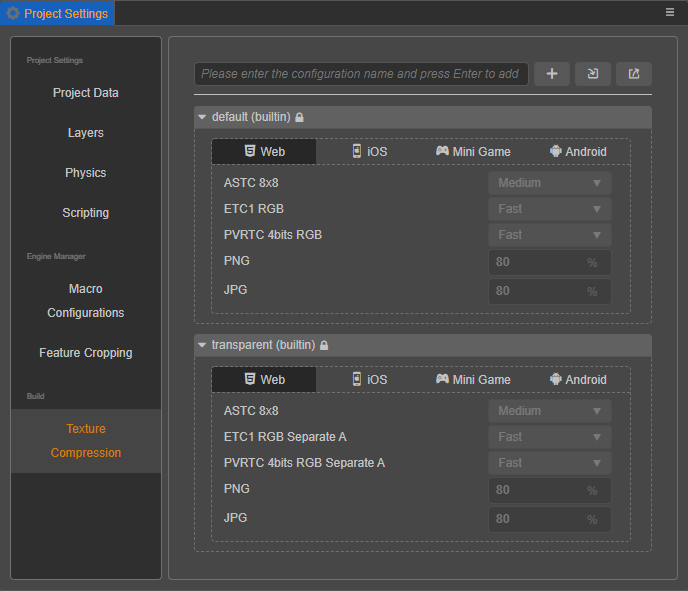 Project Settings
Project Settings
Project Data
Layers
Physics
Scripting
Engine Manager
Macro
Configurations
Feature Cropping
Build
Texture
Compression
Please enter the configuration name and press Enter to add
default (builtin)
Web iOS Mini Game Android
ASTC 8x8 Medium
ETC1 RGB Fast
PVRTC 4bits RGB Fast
PNG 80 %
JPG 80 %
transparent (builtin)
Web iOS Mini Game Android
ASTC 8x8 Medium
ETC1 RGB Separate A Fast
PVRTC 4bits RGB Separate A Fast
PNG 80 %
JPG 80 %